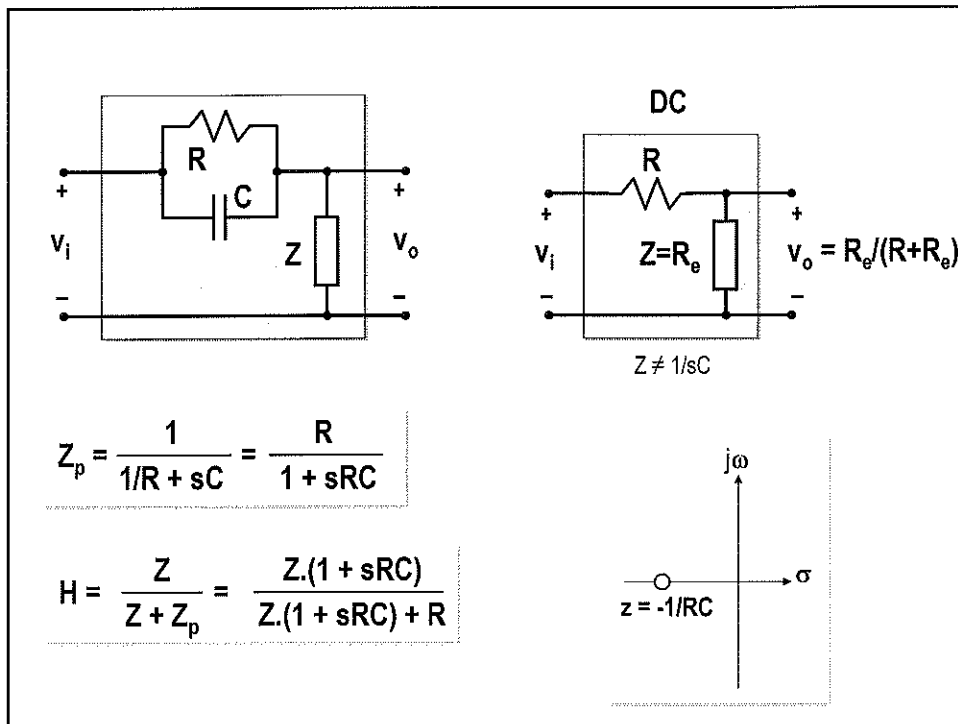 R
C
+
+
v_i
Z
v_o
−
−
DC
R
+
+
v_i
Z=R_e
v_o = R_e/(R+R_e)
−
−
Z ≠ 1/sC
Z_p = 1/(1/R + sC) = R/(1 + sRC)
H = Z/(Z + Z_p) = Z.(1 + sRC)/(Z.(1 + sRC) + R)
jω
σ
z = -1/RC